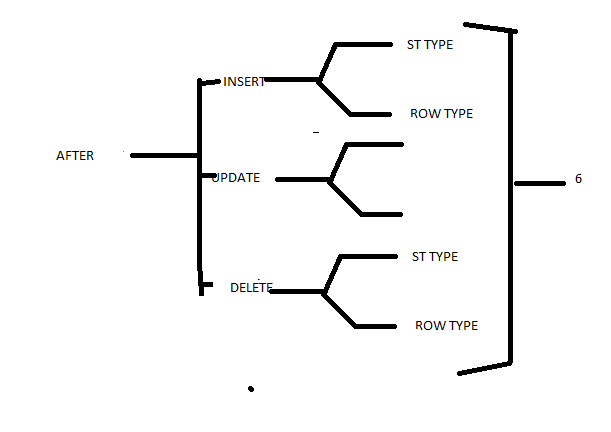 ST TYPE
INSERT
ROW TYPE
AFTER
UPDATE
6
ST TYPE
DELETE
ROW TYPE